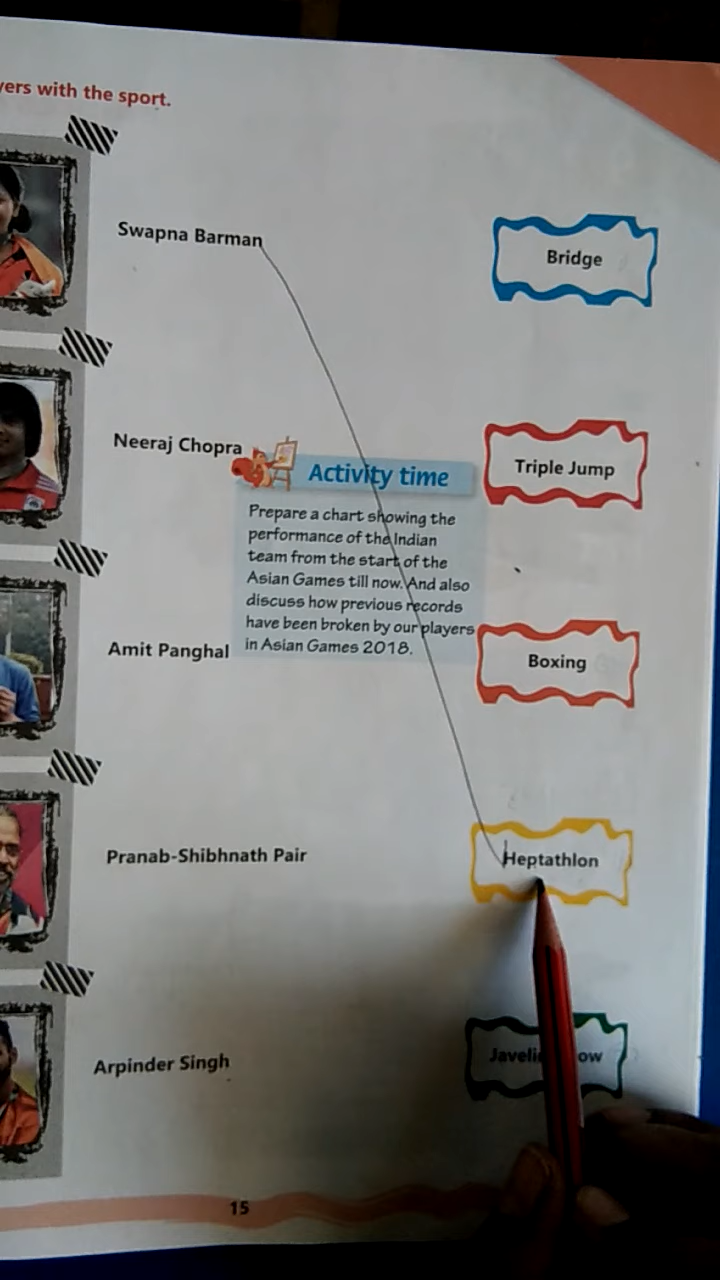 yers with the sport.
Swapna Barman
Bridge
Neeraj Chopra
Triple Jump
Activity time
Prepare a chart showing the
performance of the Indian
team from the start of the
Asian Games till now. And also
discuss how previous records
have been broken by our players
in Asian Games 2018.
Amit Panghal
Boxing
Pranab-Shibhnath Pair
Heptathlon
Arpinder Singh
15